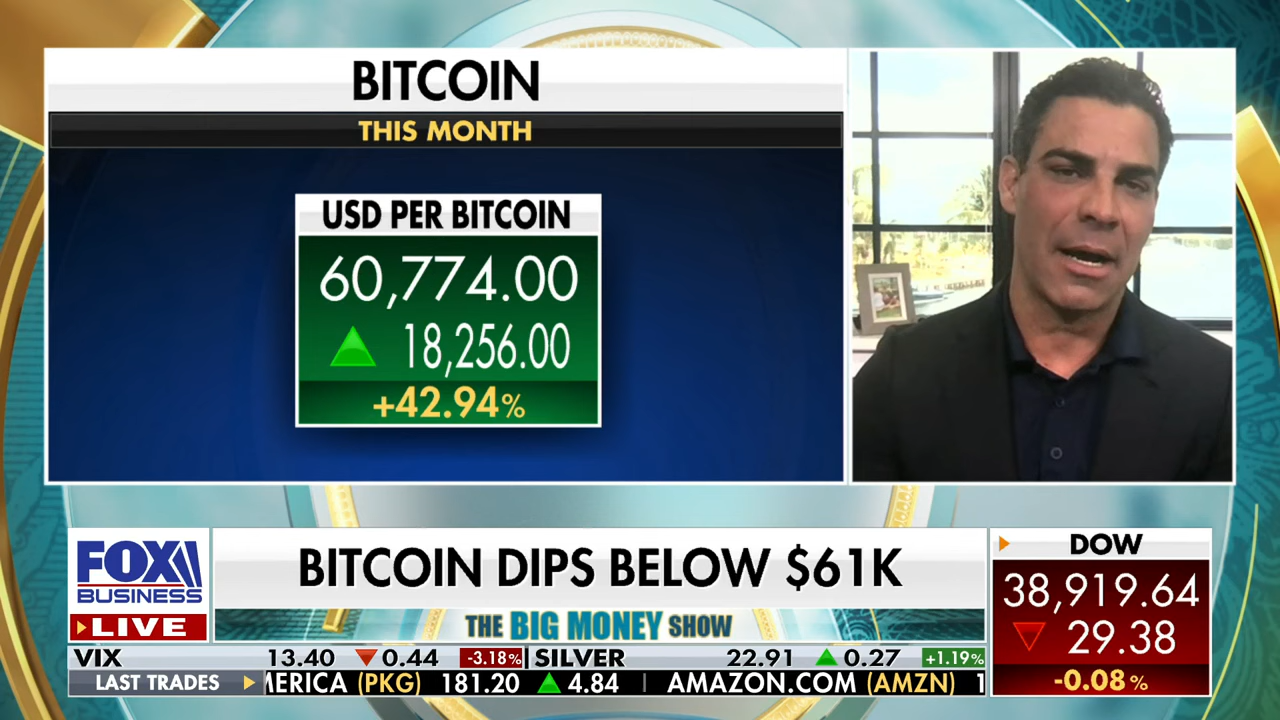 BITCOIN
THIS MONTH
USD PER BITCOIN
60,774.00
18,256.00
+42.94%
FOX
BUSINESS
LIVE
BITCOIN DIPS BELOW $61K
THE BIG MONEY SHOW
DOW
38,919.64
29.38
-0.08%
VIX 13.40 0.44 -3.18% SILVER 22.91 0.27 +1.19%
LAST TRADES MERICA (PKG) 181.20 4.84 AMAZON.COM (AMZN) 1